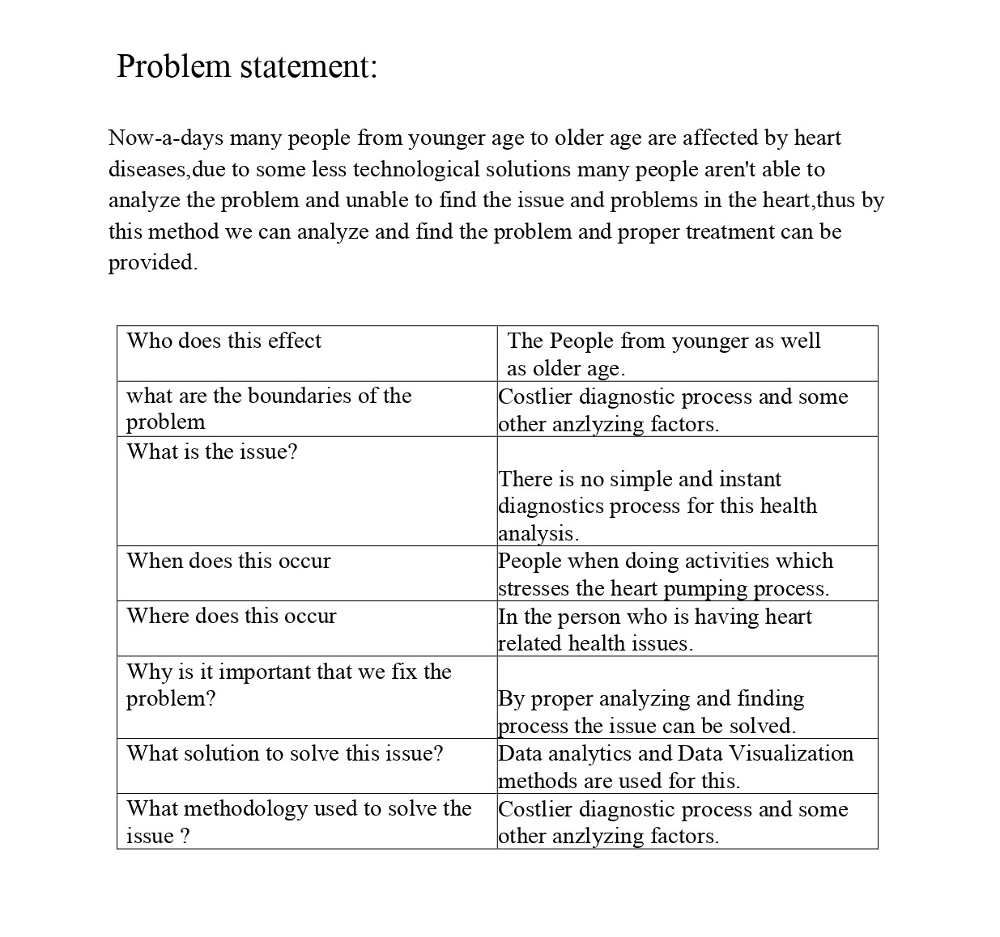 Problem statement:
Now-a-days many people from younger age to older age are affected by heart
diseases,due to some less technological solutions many people aren't able to
analyze the problem and unable to find the issue and problems in the heart,thus by
this method we can analyze and find the problem and proper treatment can be
provided.
Who does this effect
The People from younger as well
as older age.
what are the boundaries of the
problem
Costlier diagnostic process and some
other anzlyzing factors.
What is the issue?
There is no simple and instant
diagnostics process for this health
analysis.
When does this occur
People when doing activities which
stresses the heart pumping process.
Where does this occur
In the person who is having heart
related health issues.
Why is it important that we fix the
problem?
By proper analyzing and finding
process the issue can be solved.
What solution to solve this issue?
Data analytics and Data Visualization
methods are used for this.
What methodology used to solve the
issue ?
Costlier diagnostic process and some
other anzlyzing factors.